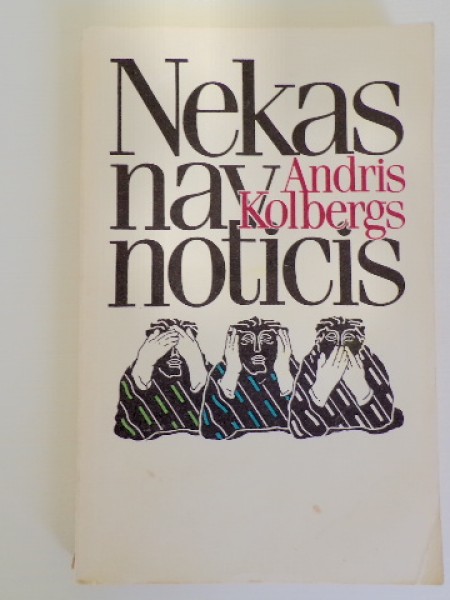 Nekas
nav
Andris
Kolbergs
noticis